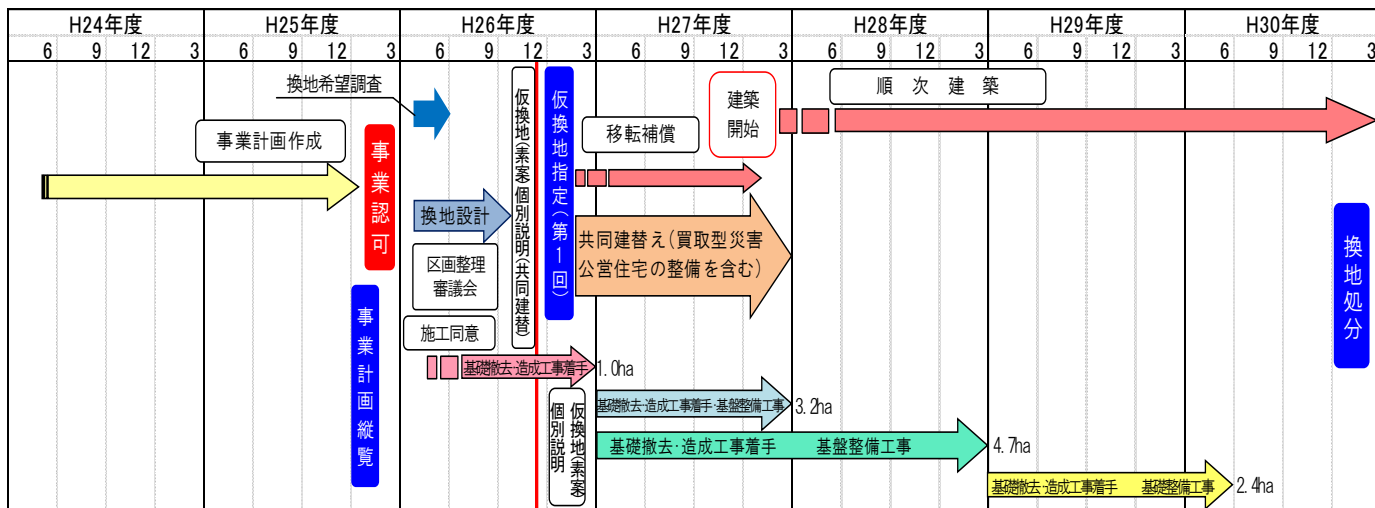 H24年度 H25年度 H26年度 H27年度 H28年度 H29年度 H30年度
6 9 12 3 6 9 12 3 6 9 12 3 6 9 12 3 6 9 12 3 6 9 12 3 6 9 12 3
換地希望調査
事業計画作成
事業認可
事業計画縦覧
換地設計
区画整理
審議会
施工同意
仮換地(素案)個別説明(共同建替)
仮換地指定(第1回)
移転補償
建築
開始
順次建築
共同建替え(買取型災害
公営住宅の整備を含む)
換地処分
基礎撤去・造成工事着手
1.0ha
仮換地(素案)
個別説明
基礎撤去・造成工事着手・基盤整備工事
3.2ha
基礎撤去・造成工事着手 基盤整備工事
4.7ha
基礎撤去・造成工事着手 基礎整備工事
2.4ha